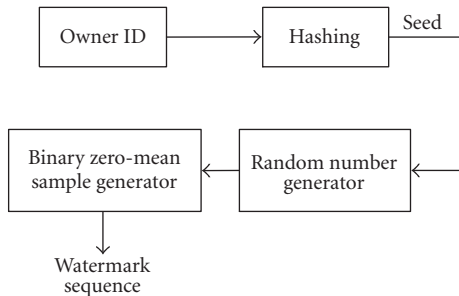 Owner ID
Hashing
Seed
Binary zero-mean
sample generator
Random number
generator
Watermark
sequence